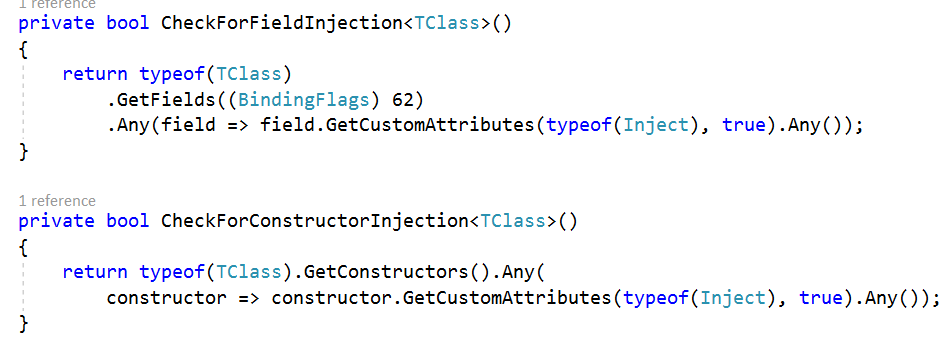 1 reference
private bool CheckForFieldInjection<TClass>()
{
    return typeof(TClass)
        .GetFields((BindingFlags) 62)
        .Any(field => field.GetCustomAttributes(typeof(Inject), true).Any());
}
1 reference
private bool CheckForConstructorInjection<TClass>()
{
    return typeof(TClass).GetConstructors().Any(
        constructor => constructor.GetCustomAttributes(typeof(Inject), true).Any());
}